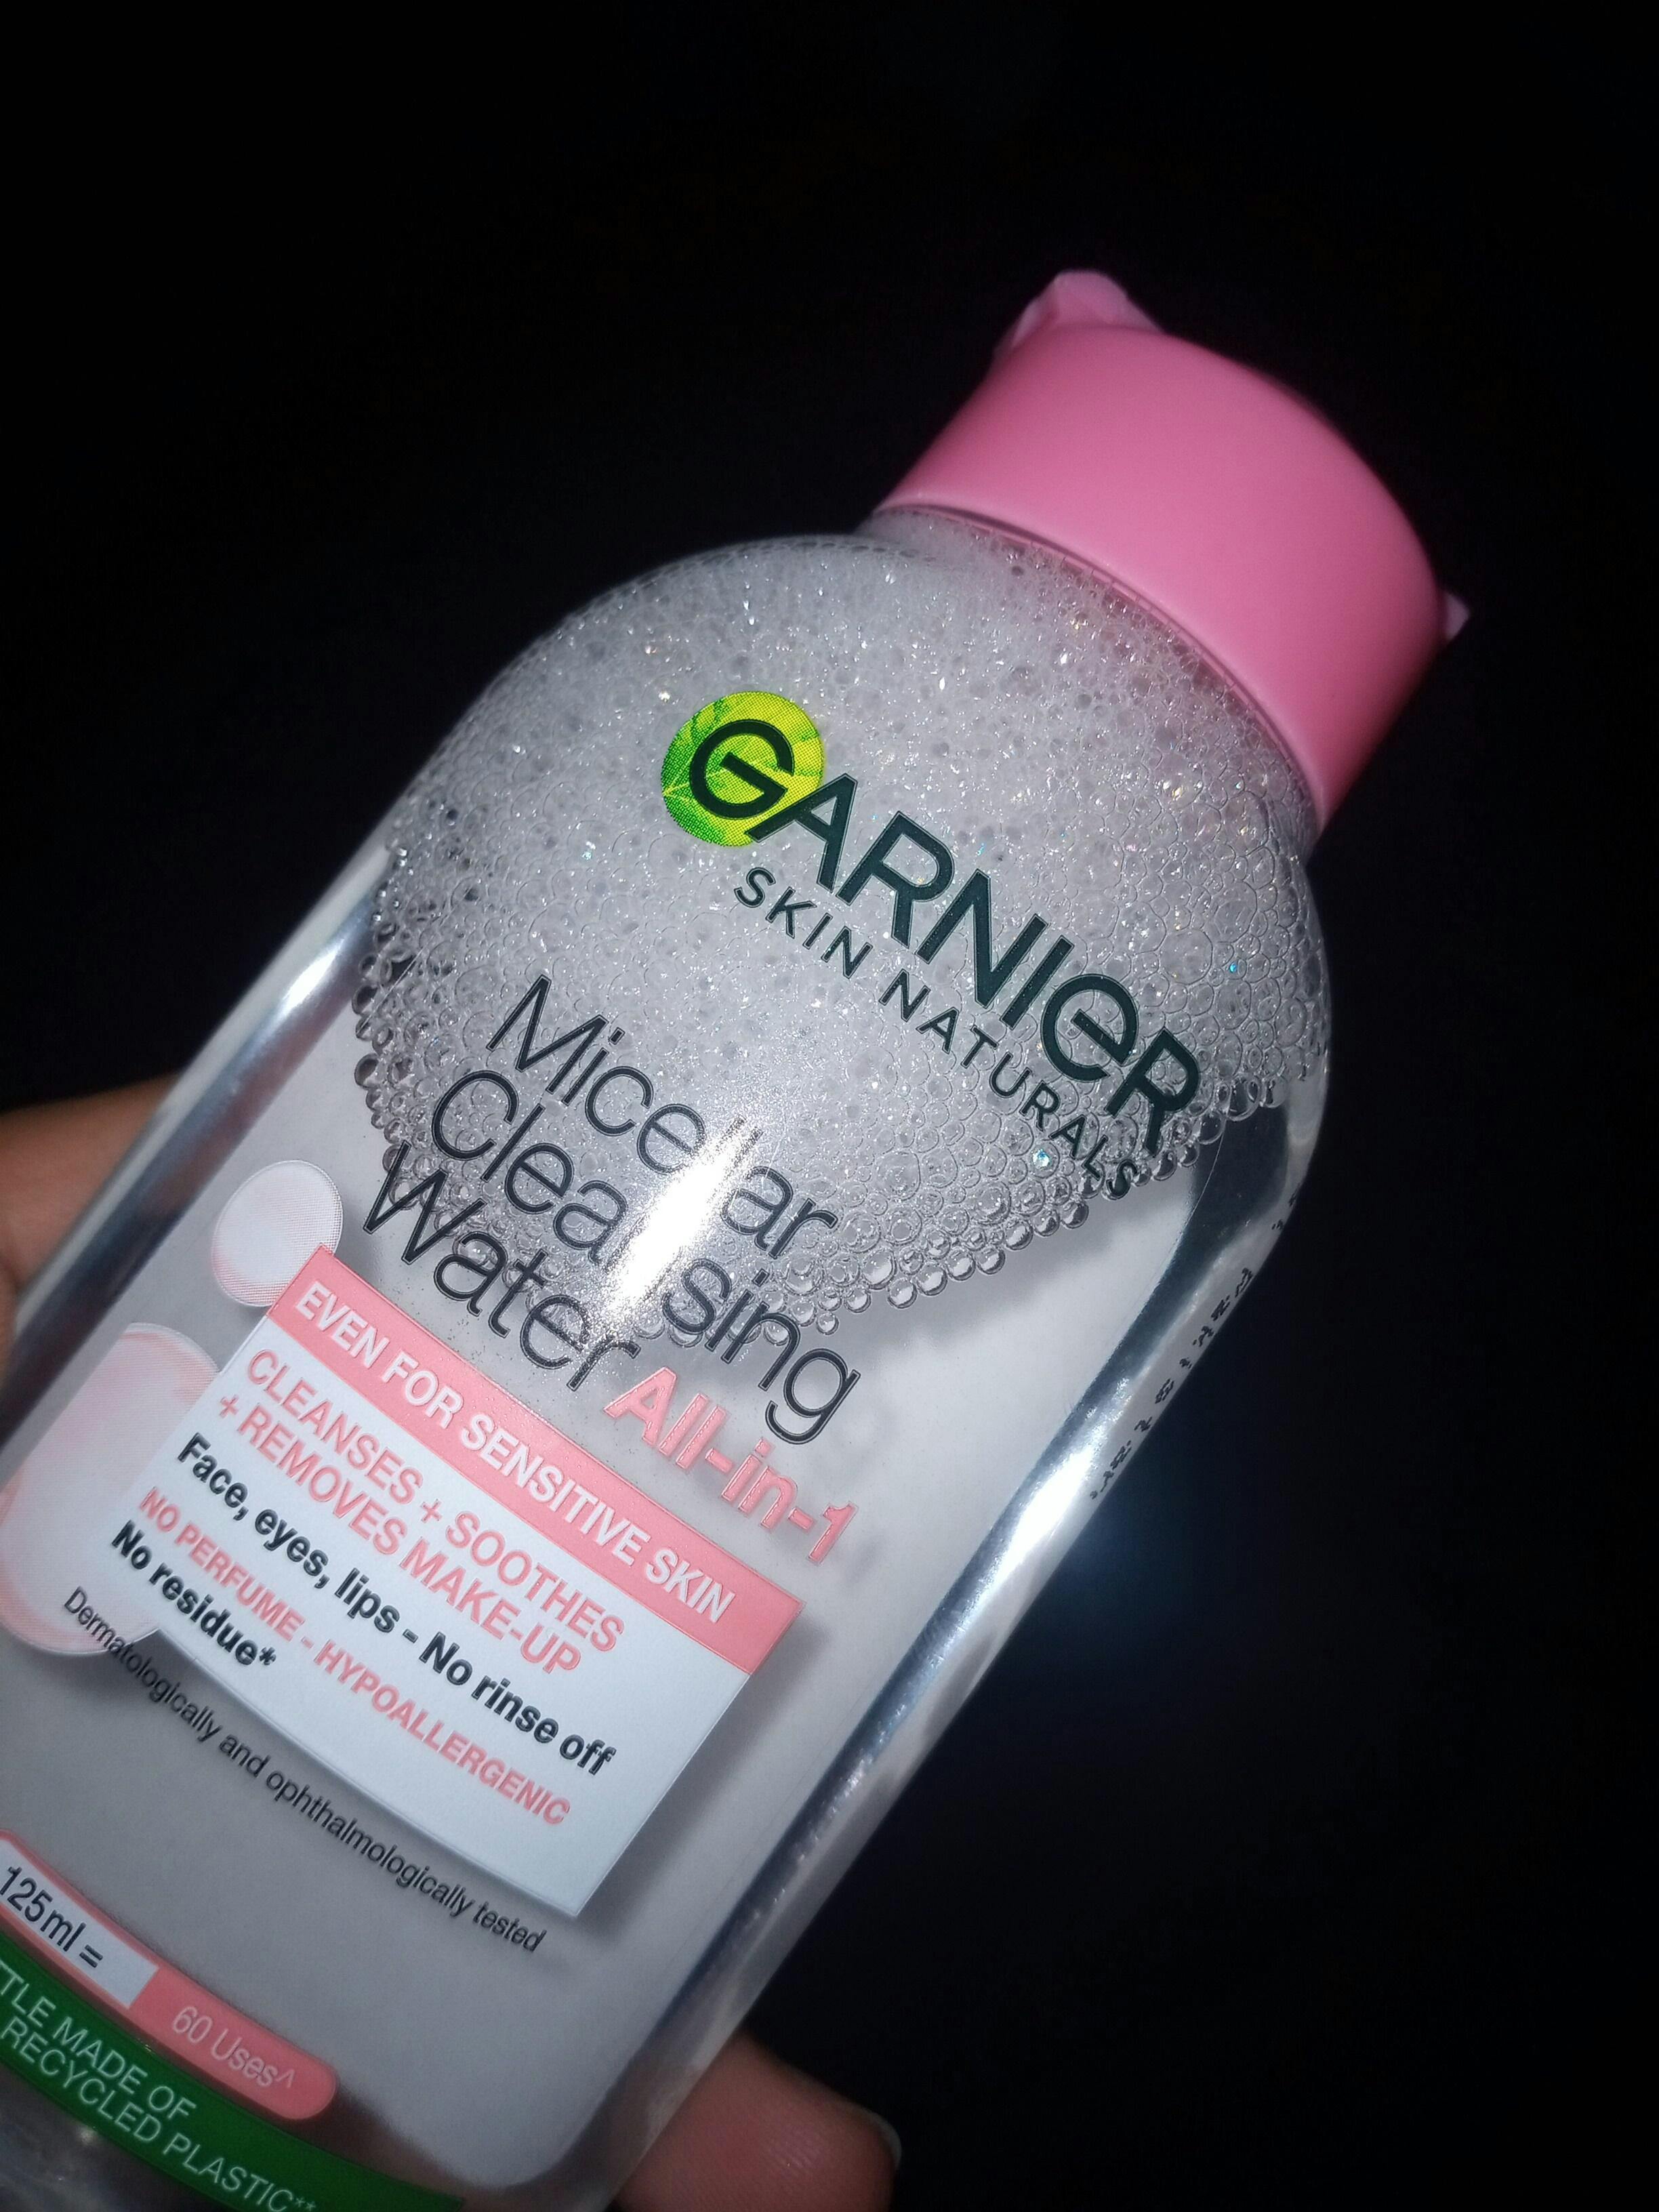 GARNIER
SKIN NATURALS
Micellar
Cleansing
Water All-in-1
EVEN FOR SENSITIVE SKIN
CLEANSES + SOOTHES
+ REMOVES MAKE-UP
Face, eyes, lips - No rinse off
NO PERFUME - HYPOALLERGENIC
No residue*
Dermatologically and ophthalmologically tested
125ml =
60 Uses^
MADE OF
RECYCLED PLASTIC**